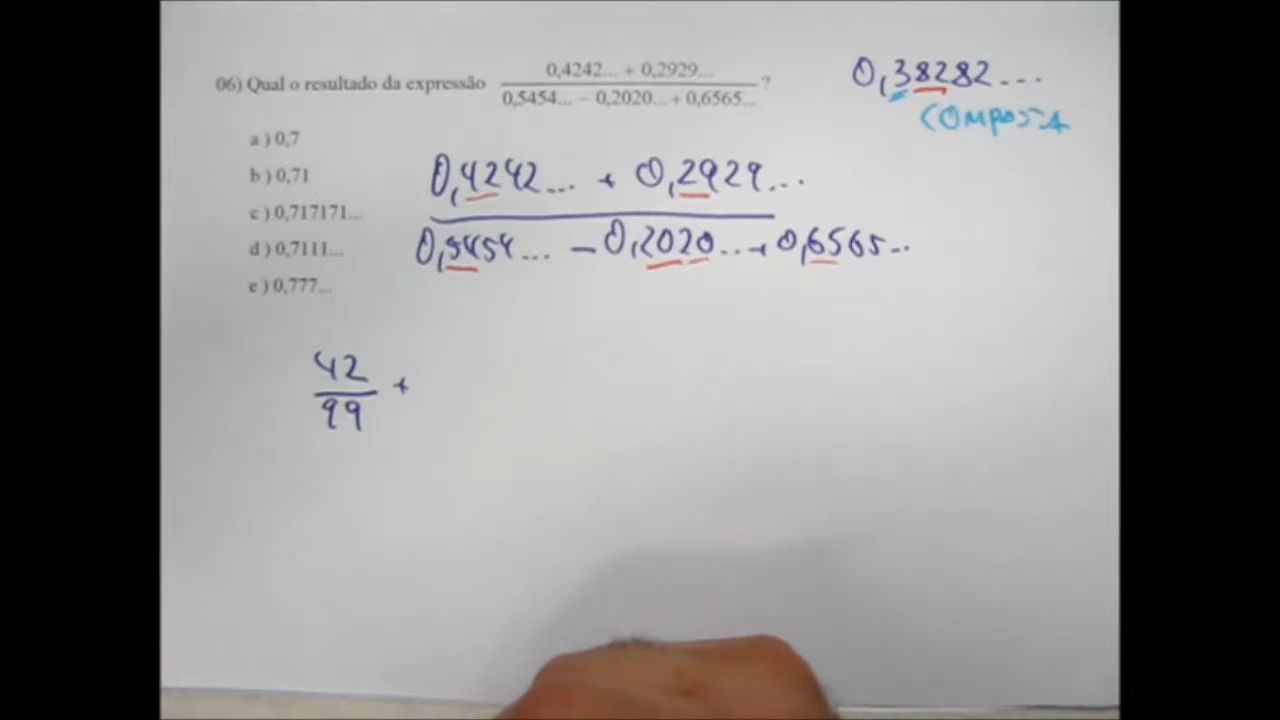 06) Qual o resultado da expressão 0,4242... + 0,2929... / 0,5454... − 0,2020... + 0,6565... ?
a ) 0,7
b ) 0,71
c ) 0,717171...
d ) 0,7111...
e ) 0,777...
0,38282...
COMPOSTA
0,4242... + 0,2929...
0,5454... − 0,2020... + 0,6565...
42
99
+